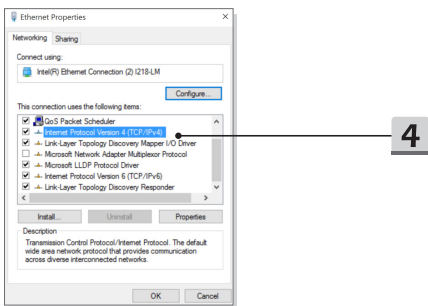 Ethernet Properties
Networking Sharing
Connect using:
Intel(R) Ethernet Connection (2) I218-LM
Configure...
This connection uses the following items:
QoS Packet Scheduler
Internet Protocol Version 4 (TCP/IPv4)
Link-Layer Topology Discovery Mapper I/O Driver
Microsoft Network Adapter Multiplexor Protocol
Microsoft LLDP Protocol Driver
Internet Protocol Version 6 (TCP/IPv6)
Link-Layer Topology Discovery Responder
Install... Uninstall Properties
Description
Transmission Control Protocol/Internet Protocol. The default
wide area network protocol that provides communication
across diverse interconnected networks.
OK Cancel
4